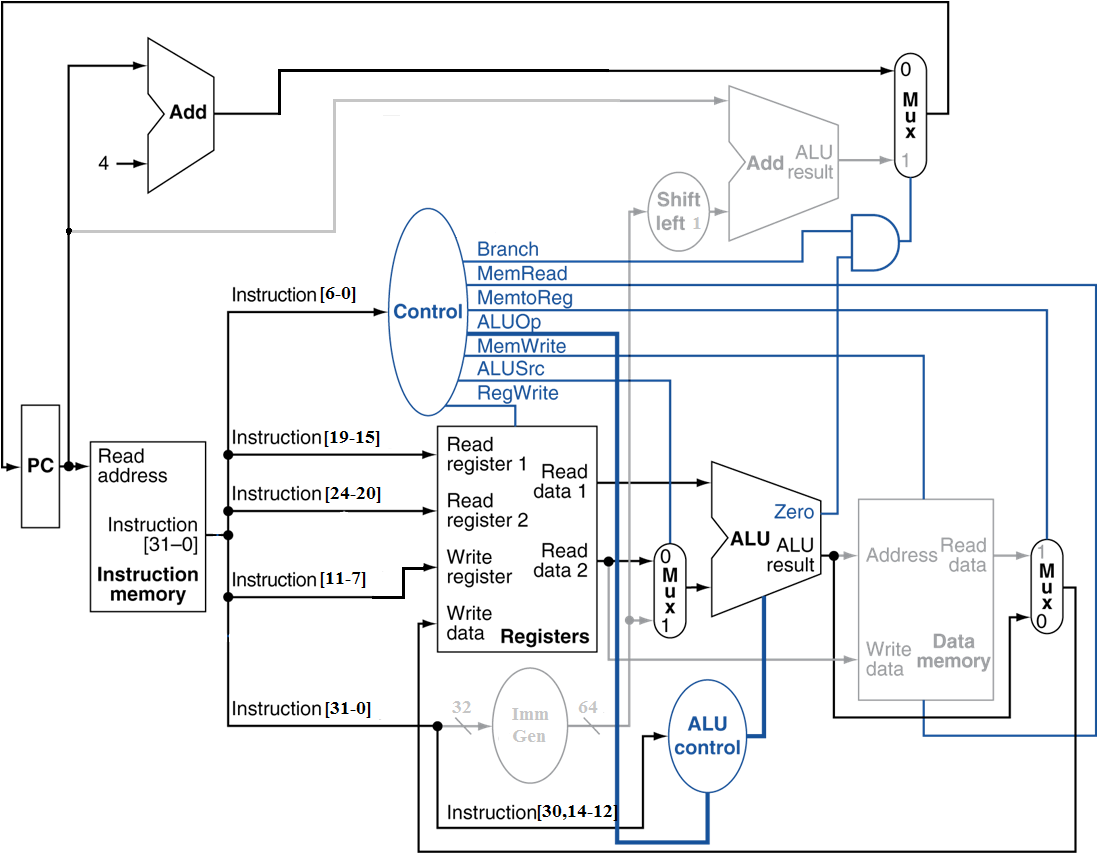 0
Mux
1
Add
4
Add
ALU
result
Shift
left 1
Branch
MemRead
MemtoReg
ALUOp
MemWrite
ALUSrc
RegWrite
Control
Instruction [6-0]
PC
Read
address
Instruction
[31–0]
Instruction
memory
Instruction [19-15]
Instruction [24-20]
Instruction [11-7]
Instruction [31-0]
Read
register 1
Read
register 2
Write
register
Write
data
Read
data 1
Read
data 2
Registers
0
Mux
1
Zero
ALU
ALU
result
Address
Read
data
Write
data
Data
memory
1
Mux
0
32
Imm
Gen
64
ALU
control
Instruction[30,14-12]